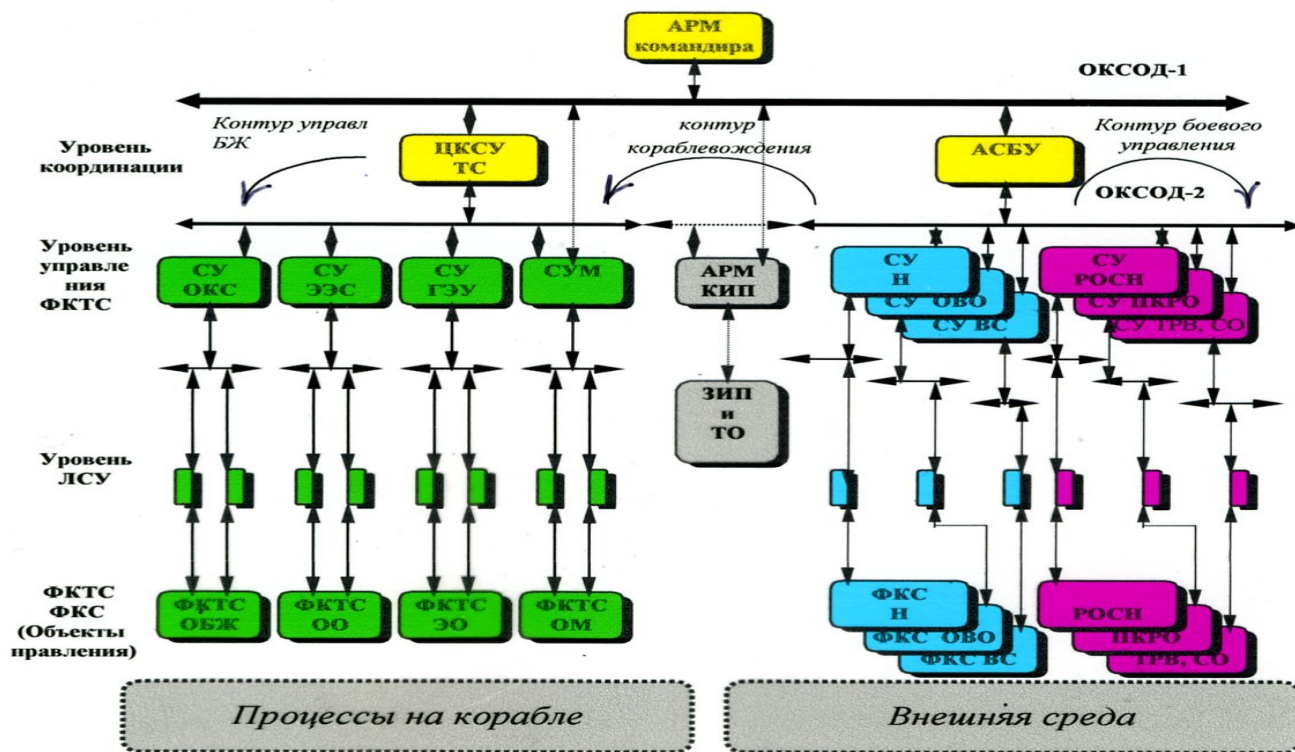 АРМ
командира
ОКСОД-1
Контур управл
БЖ
контур
кораблевождения
Контур боевого
управления
Уровень
координации
ЦКСУ
ТС
АСБУ
ОКСОД-2
Уровень
управле
ния
ФКТС
СУ
ОКС
СУ
ЭЭС
СУ
ГЭУ
СУМ
АРМ
КИП
СУ
Н
СУ ОВО
СУ ВС
СУ
РОСН
СУ ПКРО
СУ ТРВ, СО
ЗИП
и
ТО
Уровень
ЛСУ
ФКТС
ФКС
(Объекты
правления)
ФКТС
ОБЖ
ФКТС
ОО
ФКТС
ЭО
ФКТС
ОМ
ФКС
Н
ФКС ОВО
ФКС ВС
РОСН
ПКРО
ТРВ, СО
Процессы на корабле
Внешняя среда